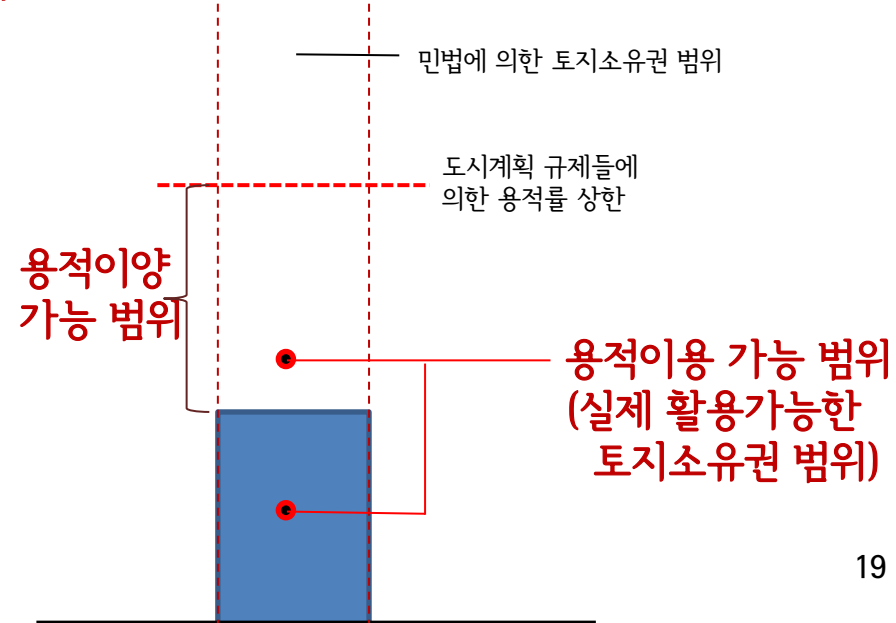 민법에 의한 토지소유권 범위
도시계획 규제들에
의한 용적률 상한
용적이양
가능 범위
용적이용 가능 범위
(실제 활용가능한
토지소유권 범위)
19